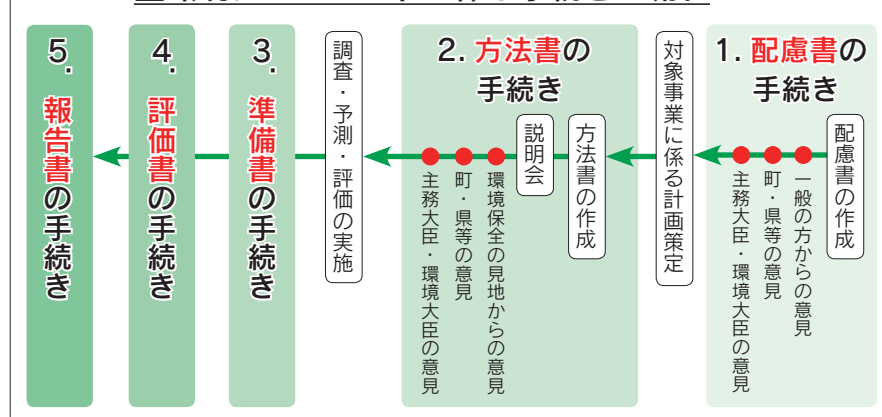 1. 配慮書の
手続き
配慮書の作成
一般の方からの意見
町・県等の意見
主務大臣・環境大臣の意見
対象事業に係る計画策定
2. 方法書の
手続き
方法書の作成
説明会
環境保全の見地からの意見
町・県等の意見
主務大臣・環境大臣の意見
調査・予測・評価の実施
3. 準備書の手続き
4. 評価書の手続き
5. 報告書の手続き